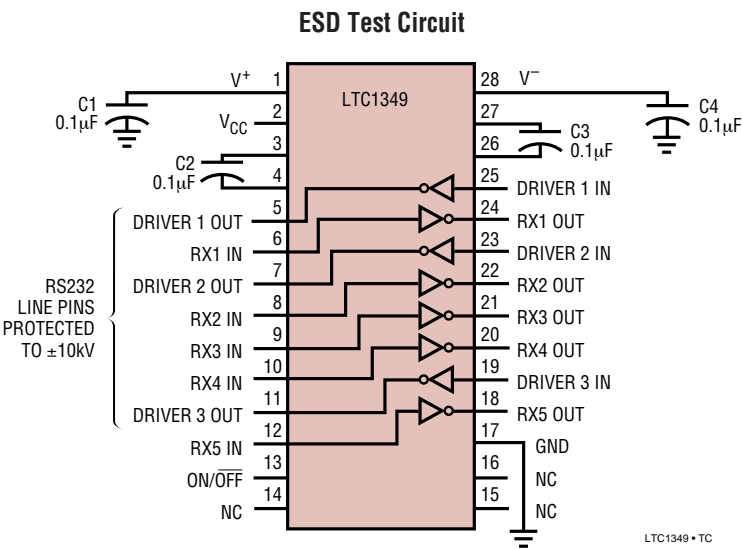 ESD Test Circuit
LTC1349
V+ 1
28 V–
C1
0.1µF
C4
0.1µF
VCC 2
27
C3
0.1µF
3
26
C2
0.1µF
4
25 DRIVER 1 IN
DRIVER 1 OUT 5
24 RX1 OUT
RX1 IN 6
23 DRIVER 2 IN
DRIVER 2 OUT 7
22 RX2 OUT
RX2 IN 8
21 RX3 OUT
RX3 IN 9
20 RX4 OUT
RX4 IN 10
19 DRIVER 3 IN
DRIVER 3 OUT 11
18 RX5 OUT
RX5 IN 12
17 GND
ON/OFF 13
16 NC
NC 14
15 NC
RS232
LINE PINS
PROTECTED
TO ±10kV
LTC1349 • TC